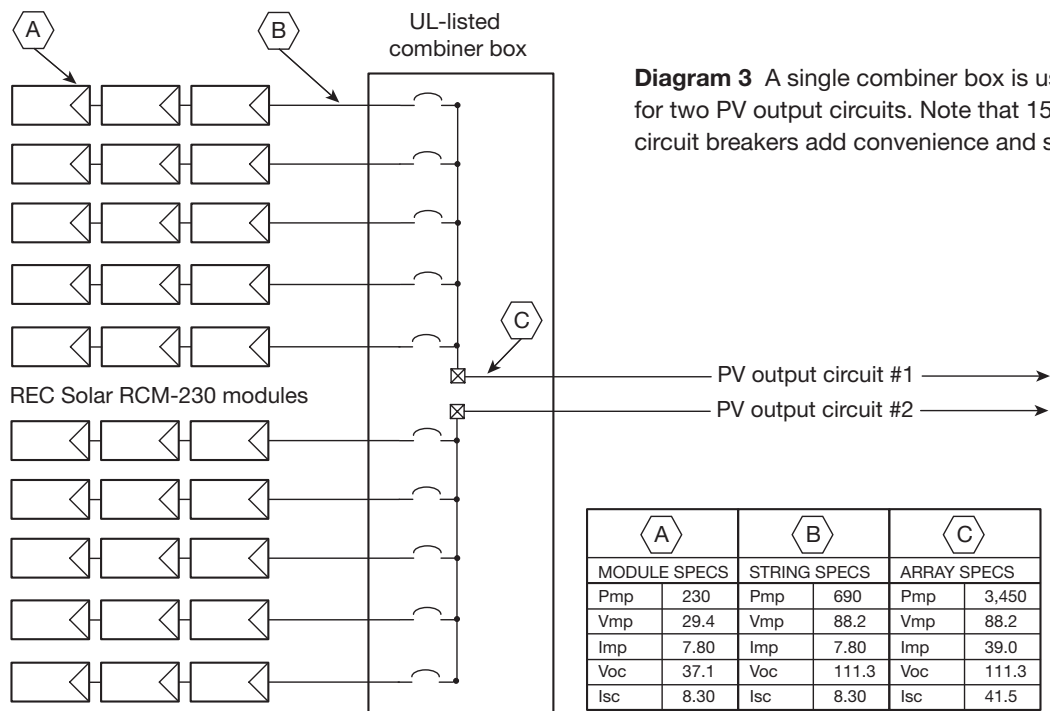 A
B
UL-listed
combiner box
Diagram 3 A single combiner box is
for two PV output circuits. Note that 15
circuit breakers add convenience and
C
PV output circuit #1
REC Solar RCM-230 modules
PV output circuit #2
A B C
MODULE SPECS STRING SPECS ARRAY SPECS
Pmp 230 Pmp 690 Pmp 3,450
Vmp 29.4 Vmp 88.2 Vmp 88.2
Imp 7.80 Imp 7.80 Imp 39.0
Voc 37.1 Voc 111.3 Voc 111.3
Isc 8.30 Isc 8.30 Isc 41.5